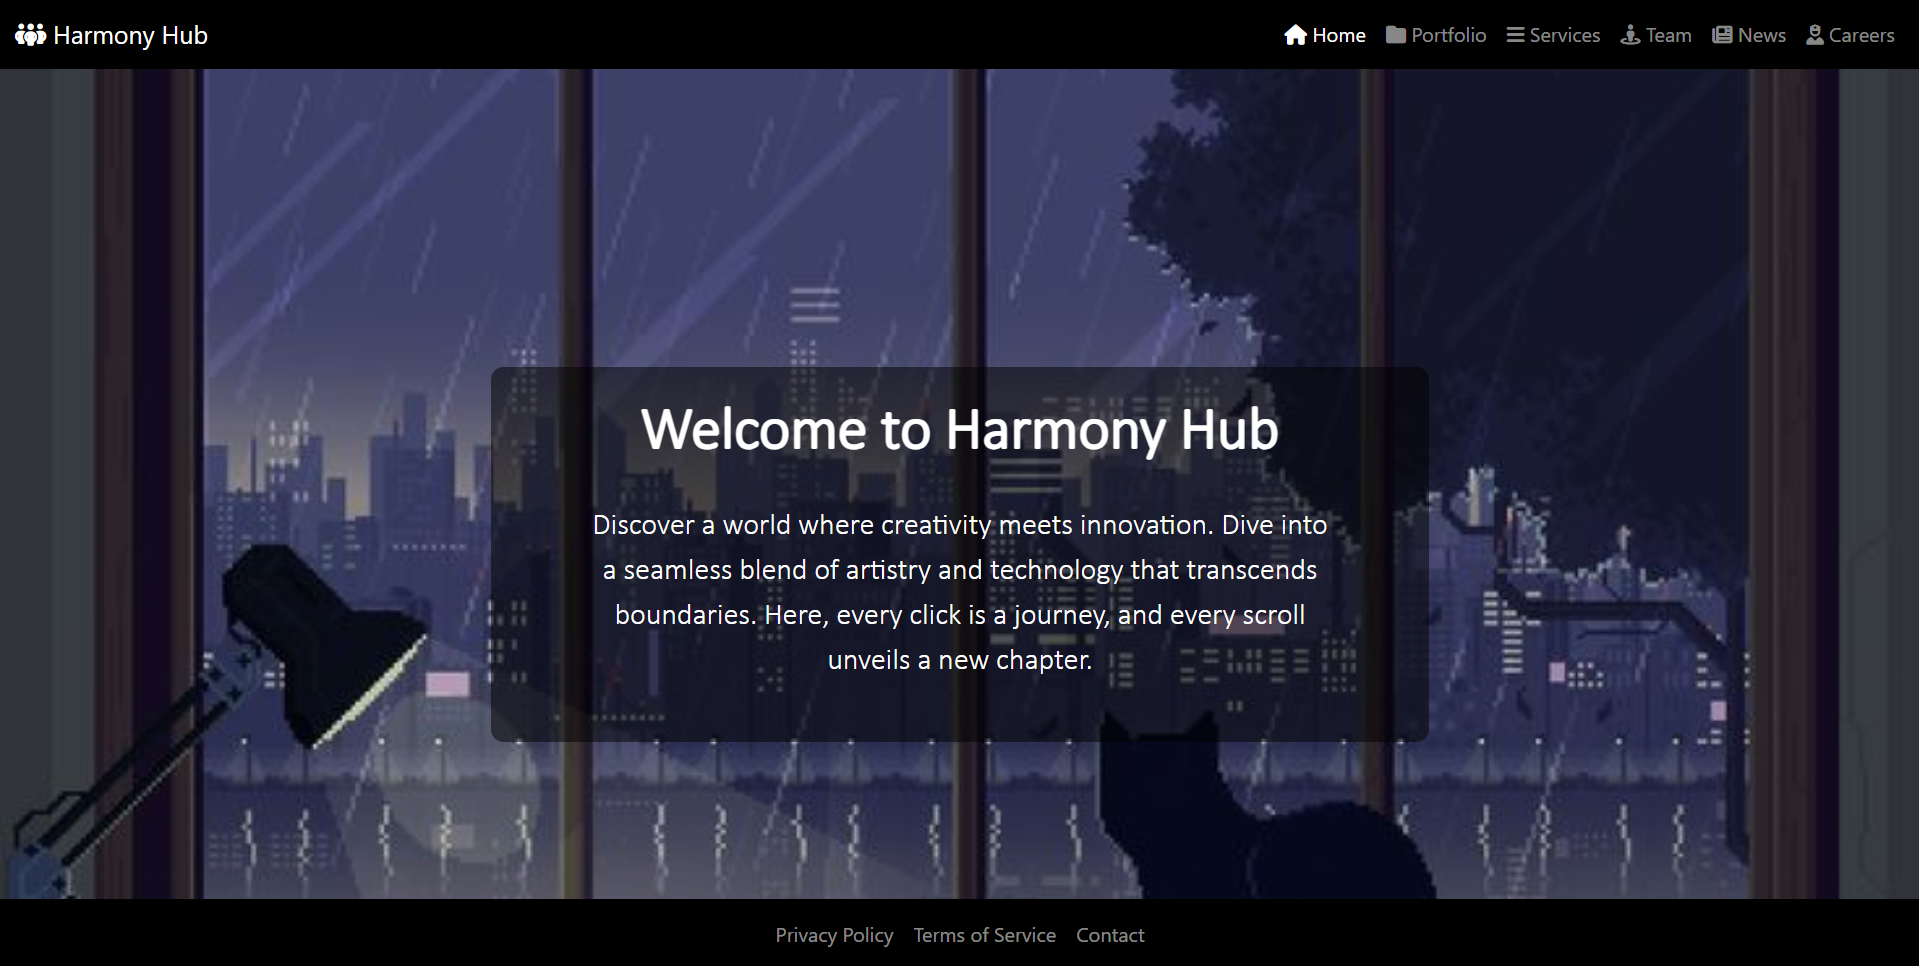 Harmony Hub
Home Portfolio Services Team News Careers
Welcome to Harmony Hub
Discover a world where creativity meets innovation. Dive into
a seamless blend of artistry and technology that transcends
boundaries. Here, every click is a journey, and every scroll
unveils a new chapter.
Privacy Policy Terms of Service Contact